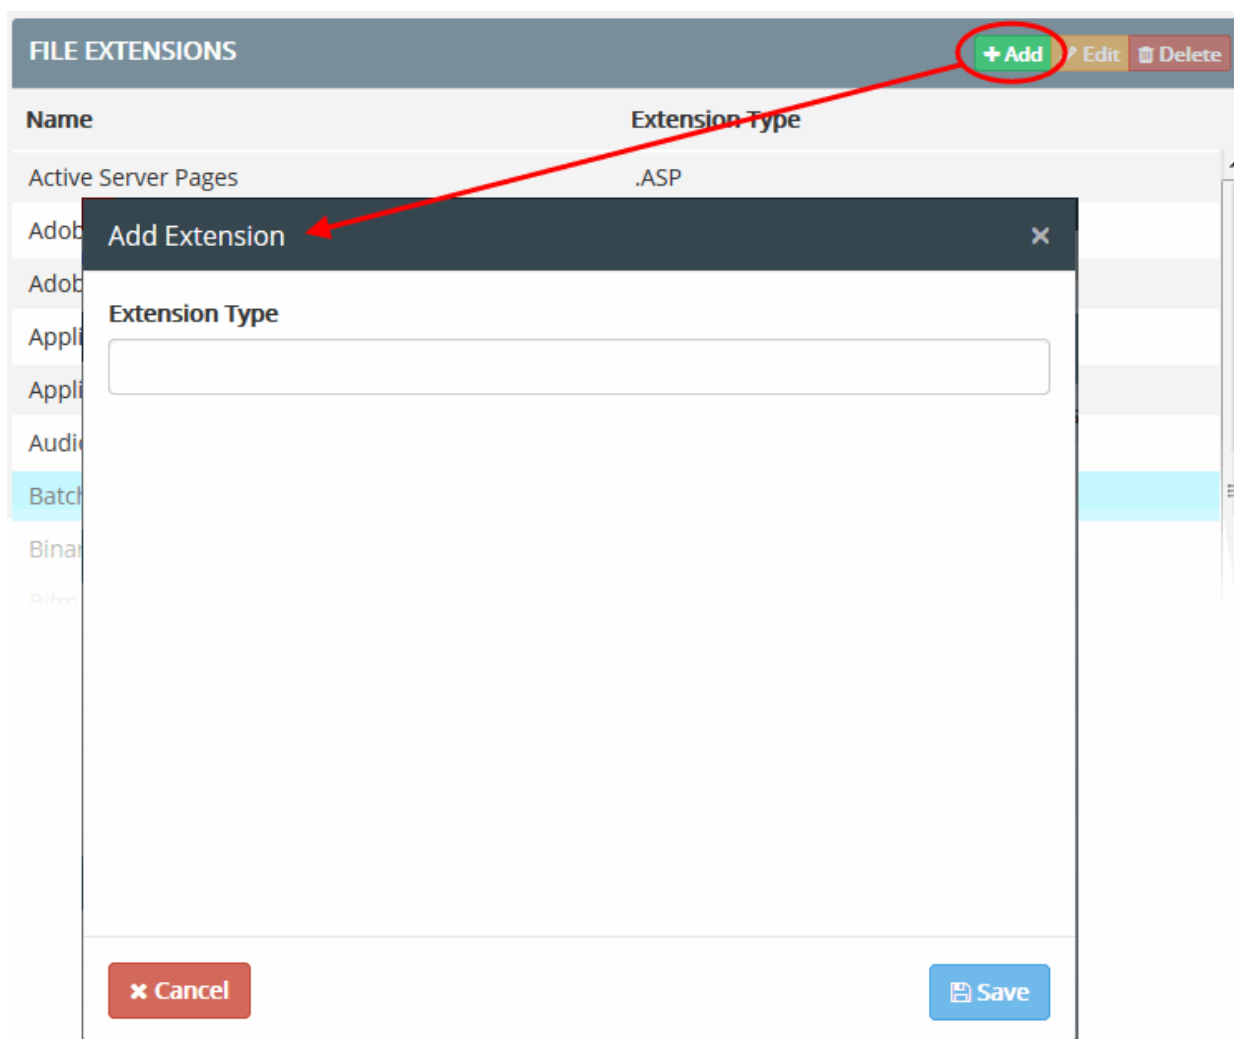 FILE EXTENSIONS
Add Edit Delete
Name Extension Type
Active Server Pages .ASP
Add Extension ×
Extension Type
Cancel Save